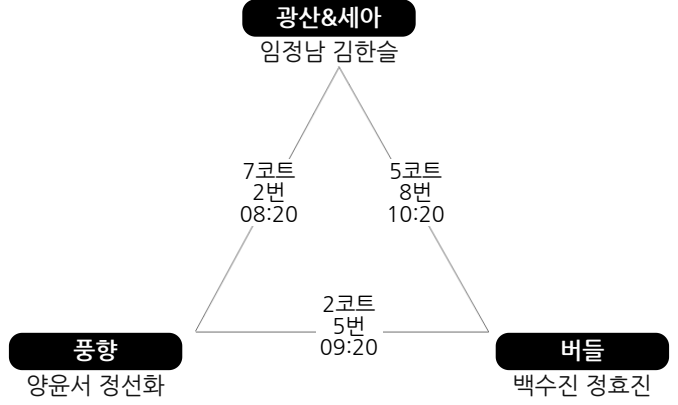 광산&세아
임정남 김한슬
7코트
2번
08:20
5코트
8번
10:20
2코트
5번
09:20
풍향
양윤서 정선화
버들
백수진 정효진